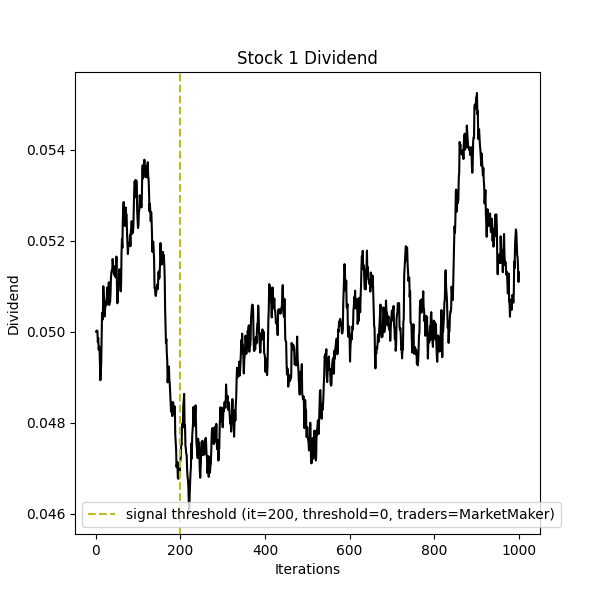 Stock 1 Dividend
Dividend
0.054
0.052
0.050
0.048
0.046
signal threshold (it=200, threshold=0, traders=MarketMaker)
0 200 400 600 800 1000
Iterations